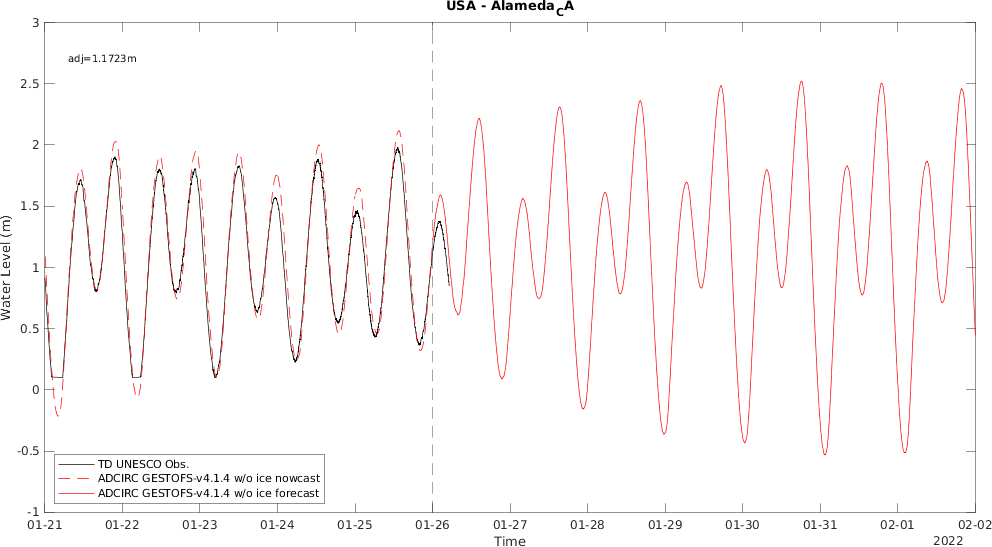 USA - Alameda_CA
3
adj=1.1723m
2.5
2
1.5
1
0.5
0
-0.5
-1
Water Level (m)
TD UNESCO Obs.
ADCIRC GESTOFS-v4.1.4 w/o ice nowcast
ADCIRC GESTOFS-v4.1.4 w/o ice forecast
01-21 01-22 01-23 01-24 01-25 01-26 01-27 01-28 01-29 01-30 01-31 02-01 02-02
Time
2022